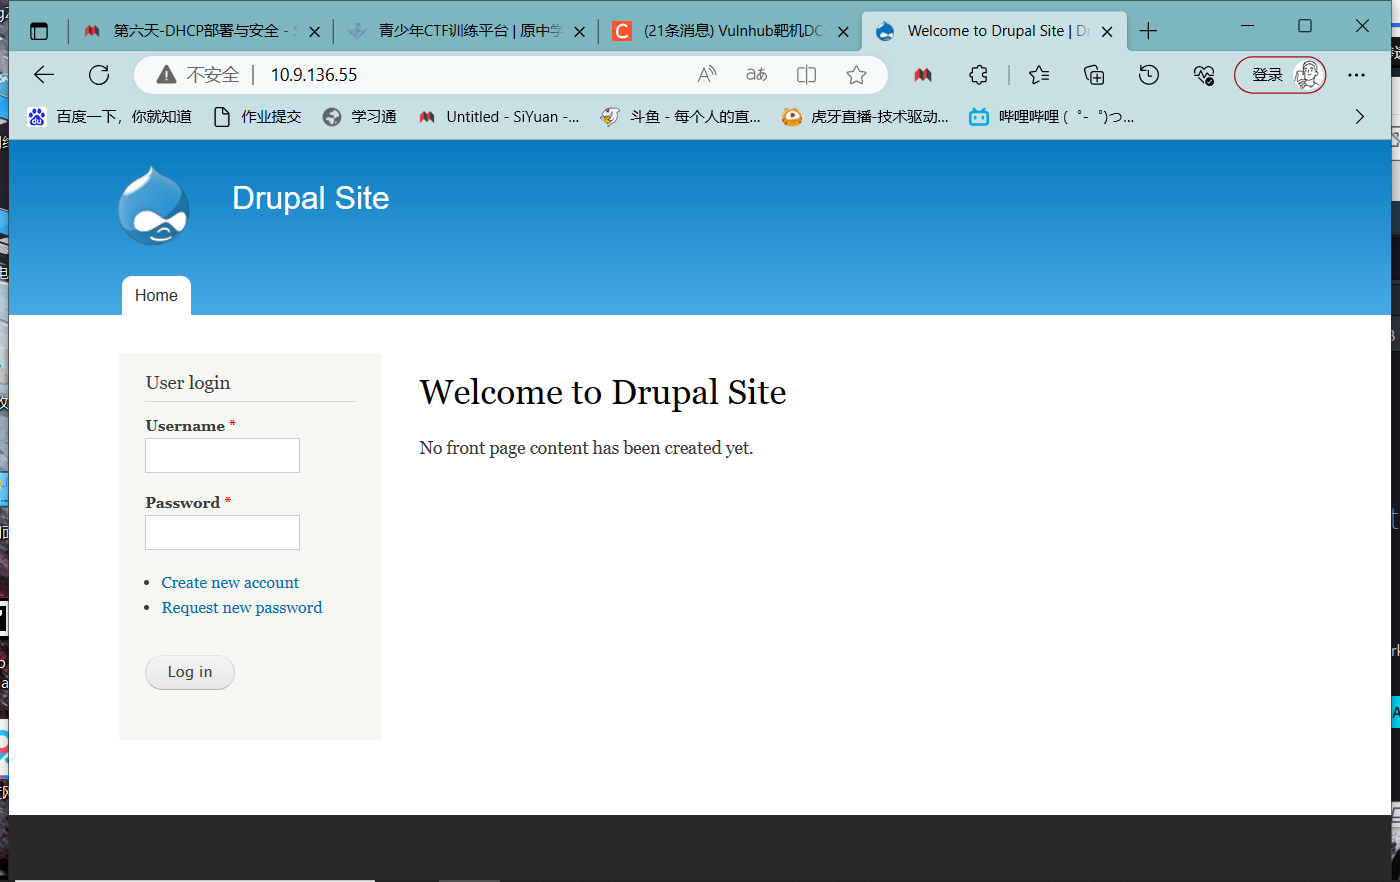 第六天-DHCP部署与安全 - S
青少年CTF训练平台 | 原中学
(21条消息) Vulnhub靶机DC-
Welcome to Drupal Site | Dr
不安全 | 10.9.136.55
登录
百度一下，你就知道
作业提交
学习通
Untitled - SiYuan -...
斗鱼 - 每个人的直...
虎牙直播-技术驱动...
哔哩哔哩 (゜-゜)つ...
Drupal Site
Home
User login
Username *
Password *
Create new account
Request new password
Log in
Welcome to Drupal Site
No front page content has been created yet.